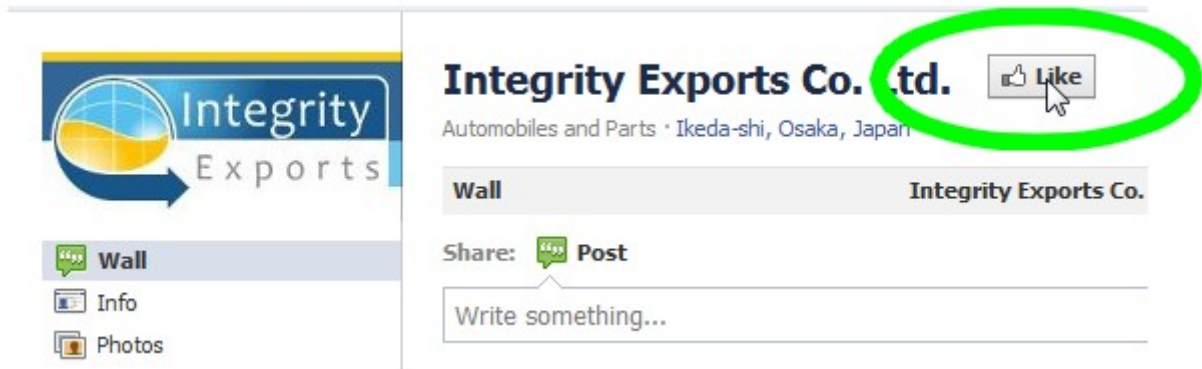 Integrity
Exports
Integrity Exports Co. Ltd.
Like
Automobiles and Parts · Ikeda-shi, Osaka, Japan
Wall
Integrity Exports Co.
Share:
Post
Write something...
Wall
Info
Photos